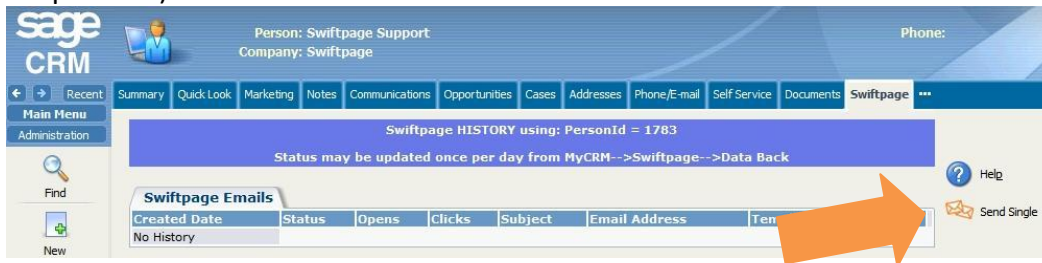 sage
CRM
Person: Swiftpage Support
Company: Swiftpage
Phone:
Recent
Summary Quick Look Marketing Notes Communications Opportunities Cases Addresses Phone/E-mail Self Service Documents Swiftpage
Main Menu
Administration
Swiftpage HISTORY using: PersonId = 1783
Status may be updated once per day from MyCRM-->Swiftpage-->Data Back
Help
Find
Swiftpage Emails
Send Single
Created Date Status Opens Clicks Subject Email Address
No History
New